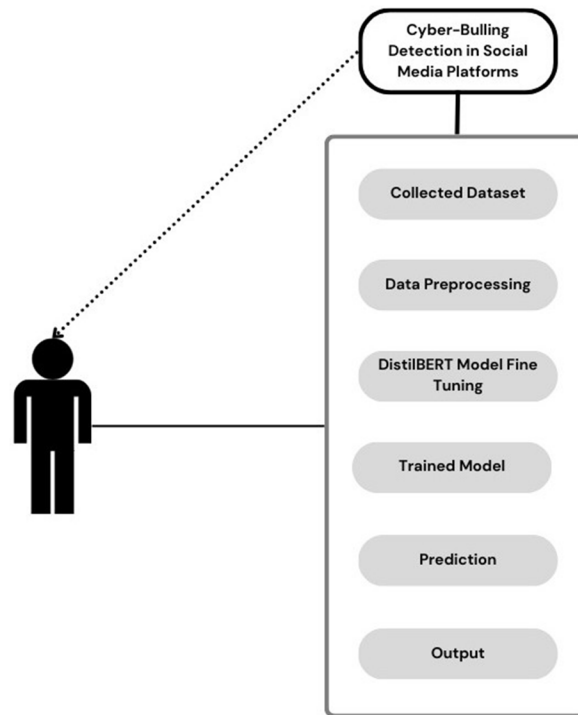 Cyber-Bulling
Detection in Social
Media Platforms
Collected Dataset
Data Preprocessing
DistilBERT Model Fine
Tuning
Trained Model
Prediction
Output